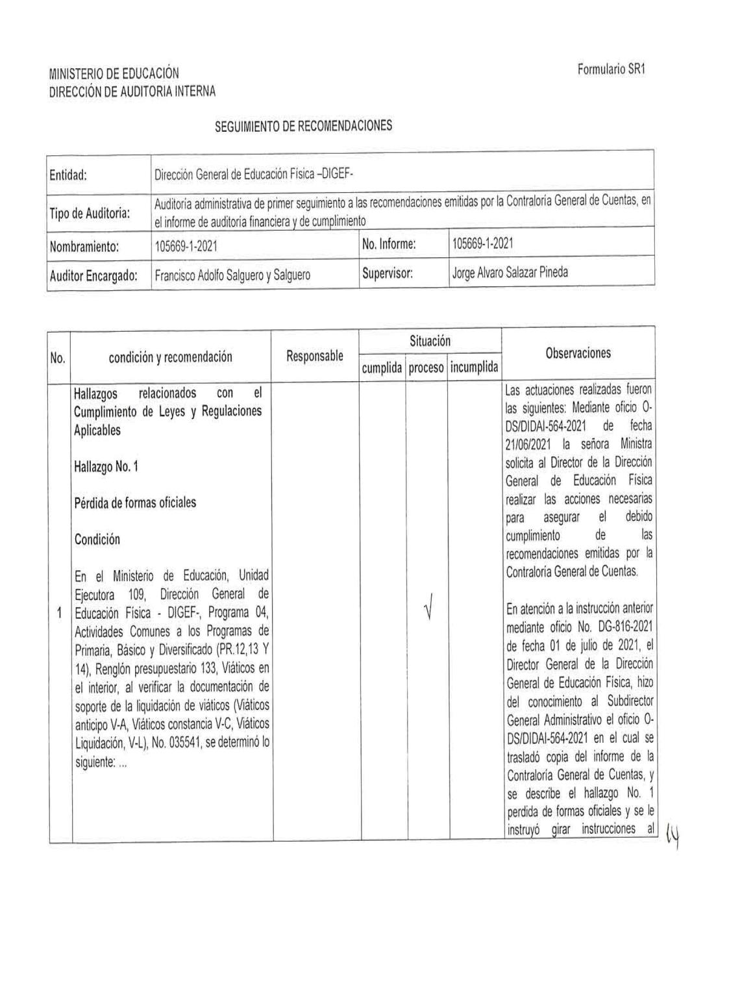 MINISTERIO DE EDUCACIÓN
DIRECCIÓN DE AUDITORIA INTERNA
Formulario SR1
SEGUIMIENTO DE RECOMENDACIONES
Entidad: Dirección General de Educación Física –DIGEF-
Tipo de Auditoria: Auditoría administrativa de primer seguimiento a las recomendaciones emitidas por la Contraloría General de Cuentas, en
el informe de auditoría financiera y de cumplimiento
Nombramiento: 105669-1-2021 No. Informe: 105669-1-2021
Auditor Encargado: Francisco Adolfo Salguero y Salguero Supervisor: Jorge Alvaro Salazar Pineda
No. condición y recomendación Responsable Situación Observaciones
cumplida proceso incumplida
1
Hallazgos relacionados con el
Cumplimiento de Leyes y Regulaciones
Aplicables
Hallazgo No. 1
Pérdida de formas oficiales
Condición
En el Ministerio de Educación, Unidad
Ejecutora 109, Dirección General de
Educación Física - DIGEF-, Programa 04,
Actividades Comunes a los Programas de
Primaria, Básico y Diversificado (PR.12,13 Y
14), Renglón presupuestario 133, Viáticos en
el interior, al verificar la documentación de
soporte de la liquidación de viáticos (Viáticos
anticipo V-A, Viáticos constancia V-C, Viáticos
Liquidación, V-L), No. 035541, se determinó lo
siguiente: ...
√
Las actuaciones realizadas fueron
las siguientes: Mediante oficio O-
DS/DIDAI-564-2021 de fecha
21/06/2021 la señora Ministra
solicita al Director de la Dirección
General de Educación Física
realizar las acciones necesarias
para asegurar el debido
cumplimiento de las
recomendaciones emitidas por la
Contraloría General de Cuentas.
En atención a la instrucción anterior
mediante oficio No. DG-816-2021
de fecha 01 de julio de 2021, el
Director General de la Dirección
General de Educación Física, hizo
del conocimiento al Subdirector
General Administrativo el oficio O-
DS/DIDAI-564-2021 en el cual se
trasladó copia del informe de la
Contraloría General de Cuentas, y
se describe el hallazgo No. 1
perdida de formas oficiales y se le
instruyó girar instrucciones al